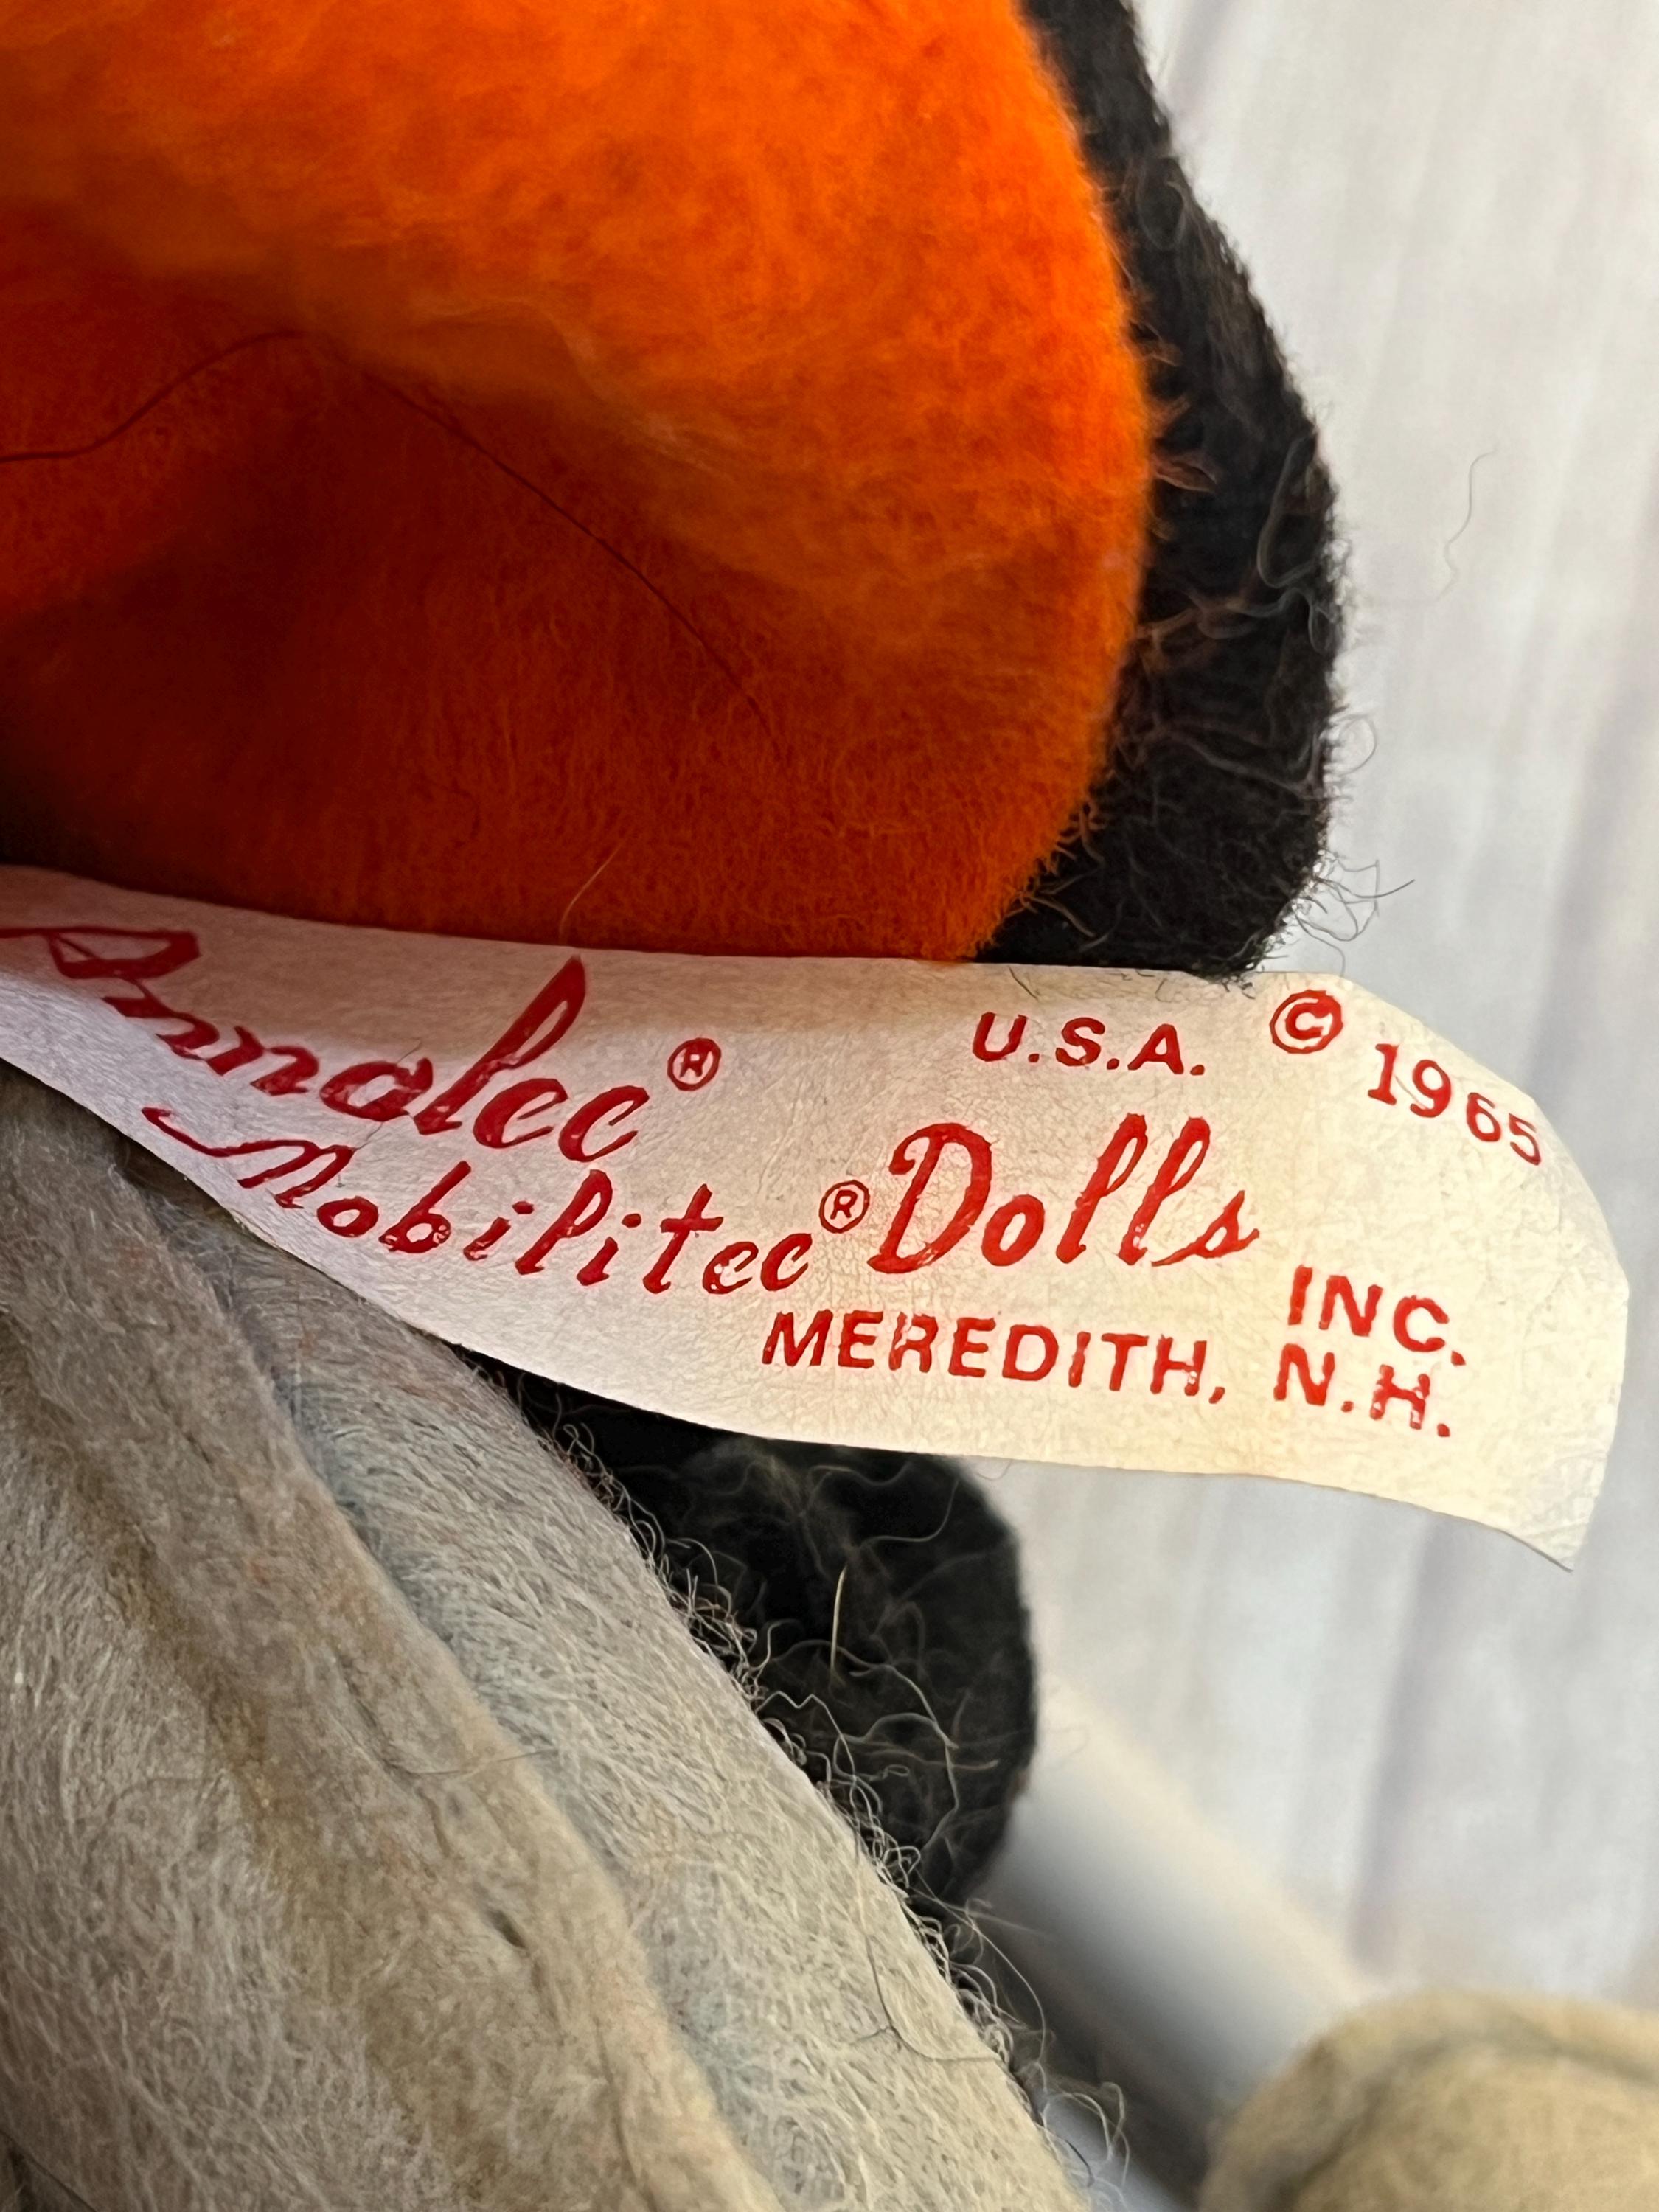 Annalee® U.S.A. © 1965
Mobilitee® Dolls INC.
MEREDITH, N.H.